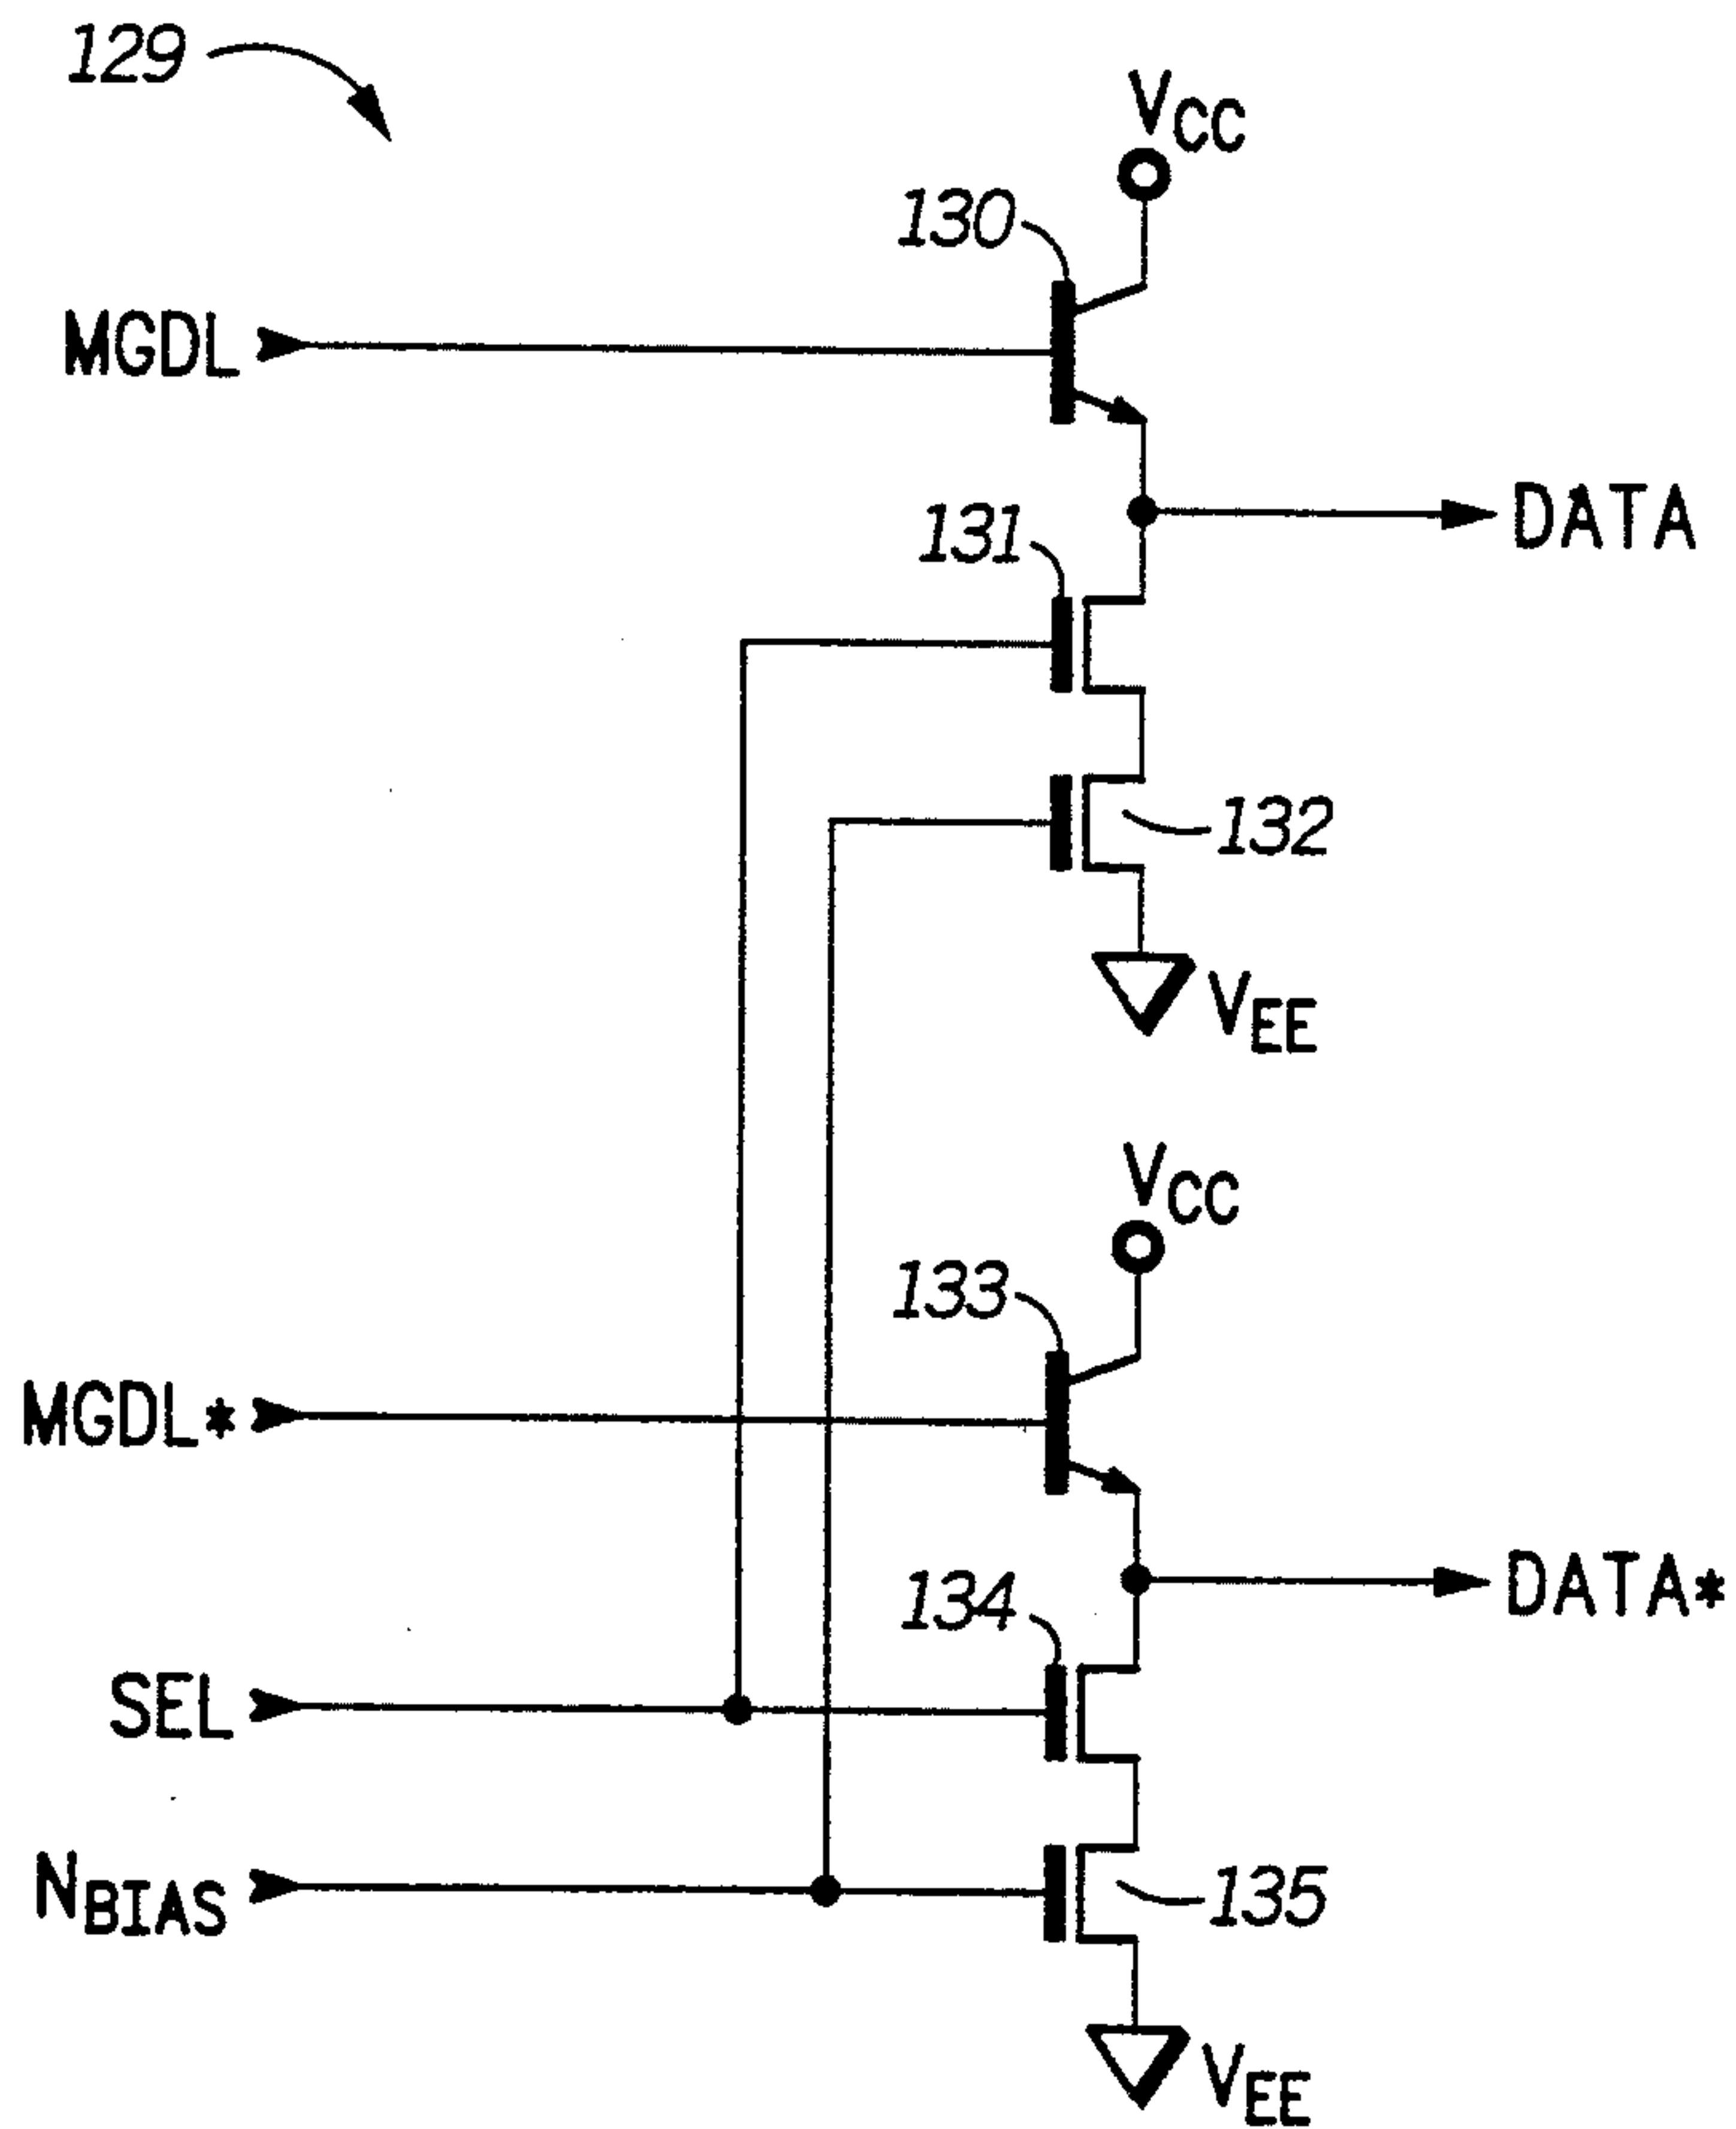 129
VCC
130
MGDL
131
DATA
132
VEE
VCC
133
MGDL*
134
DATA*
SEL
NBIAS
135
VEE